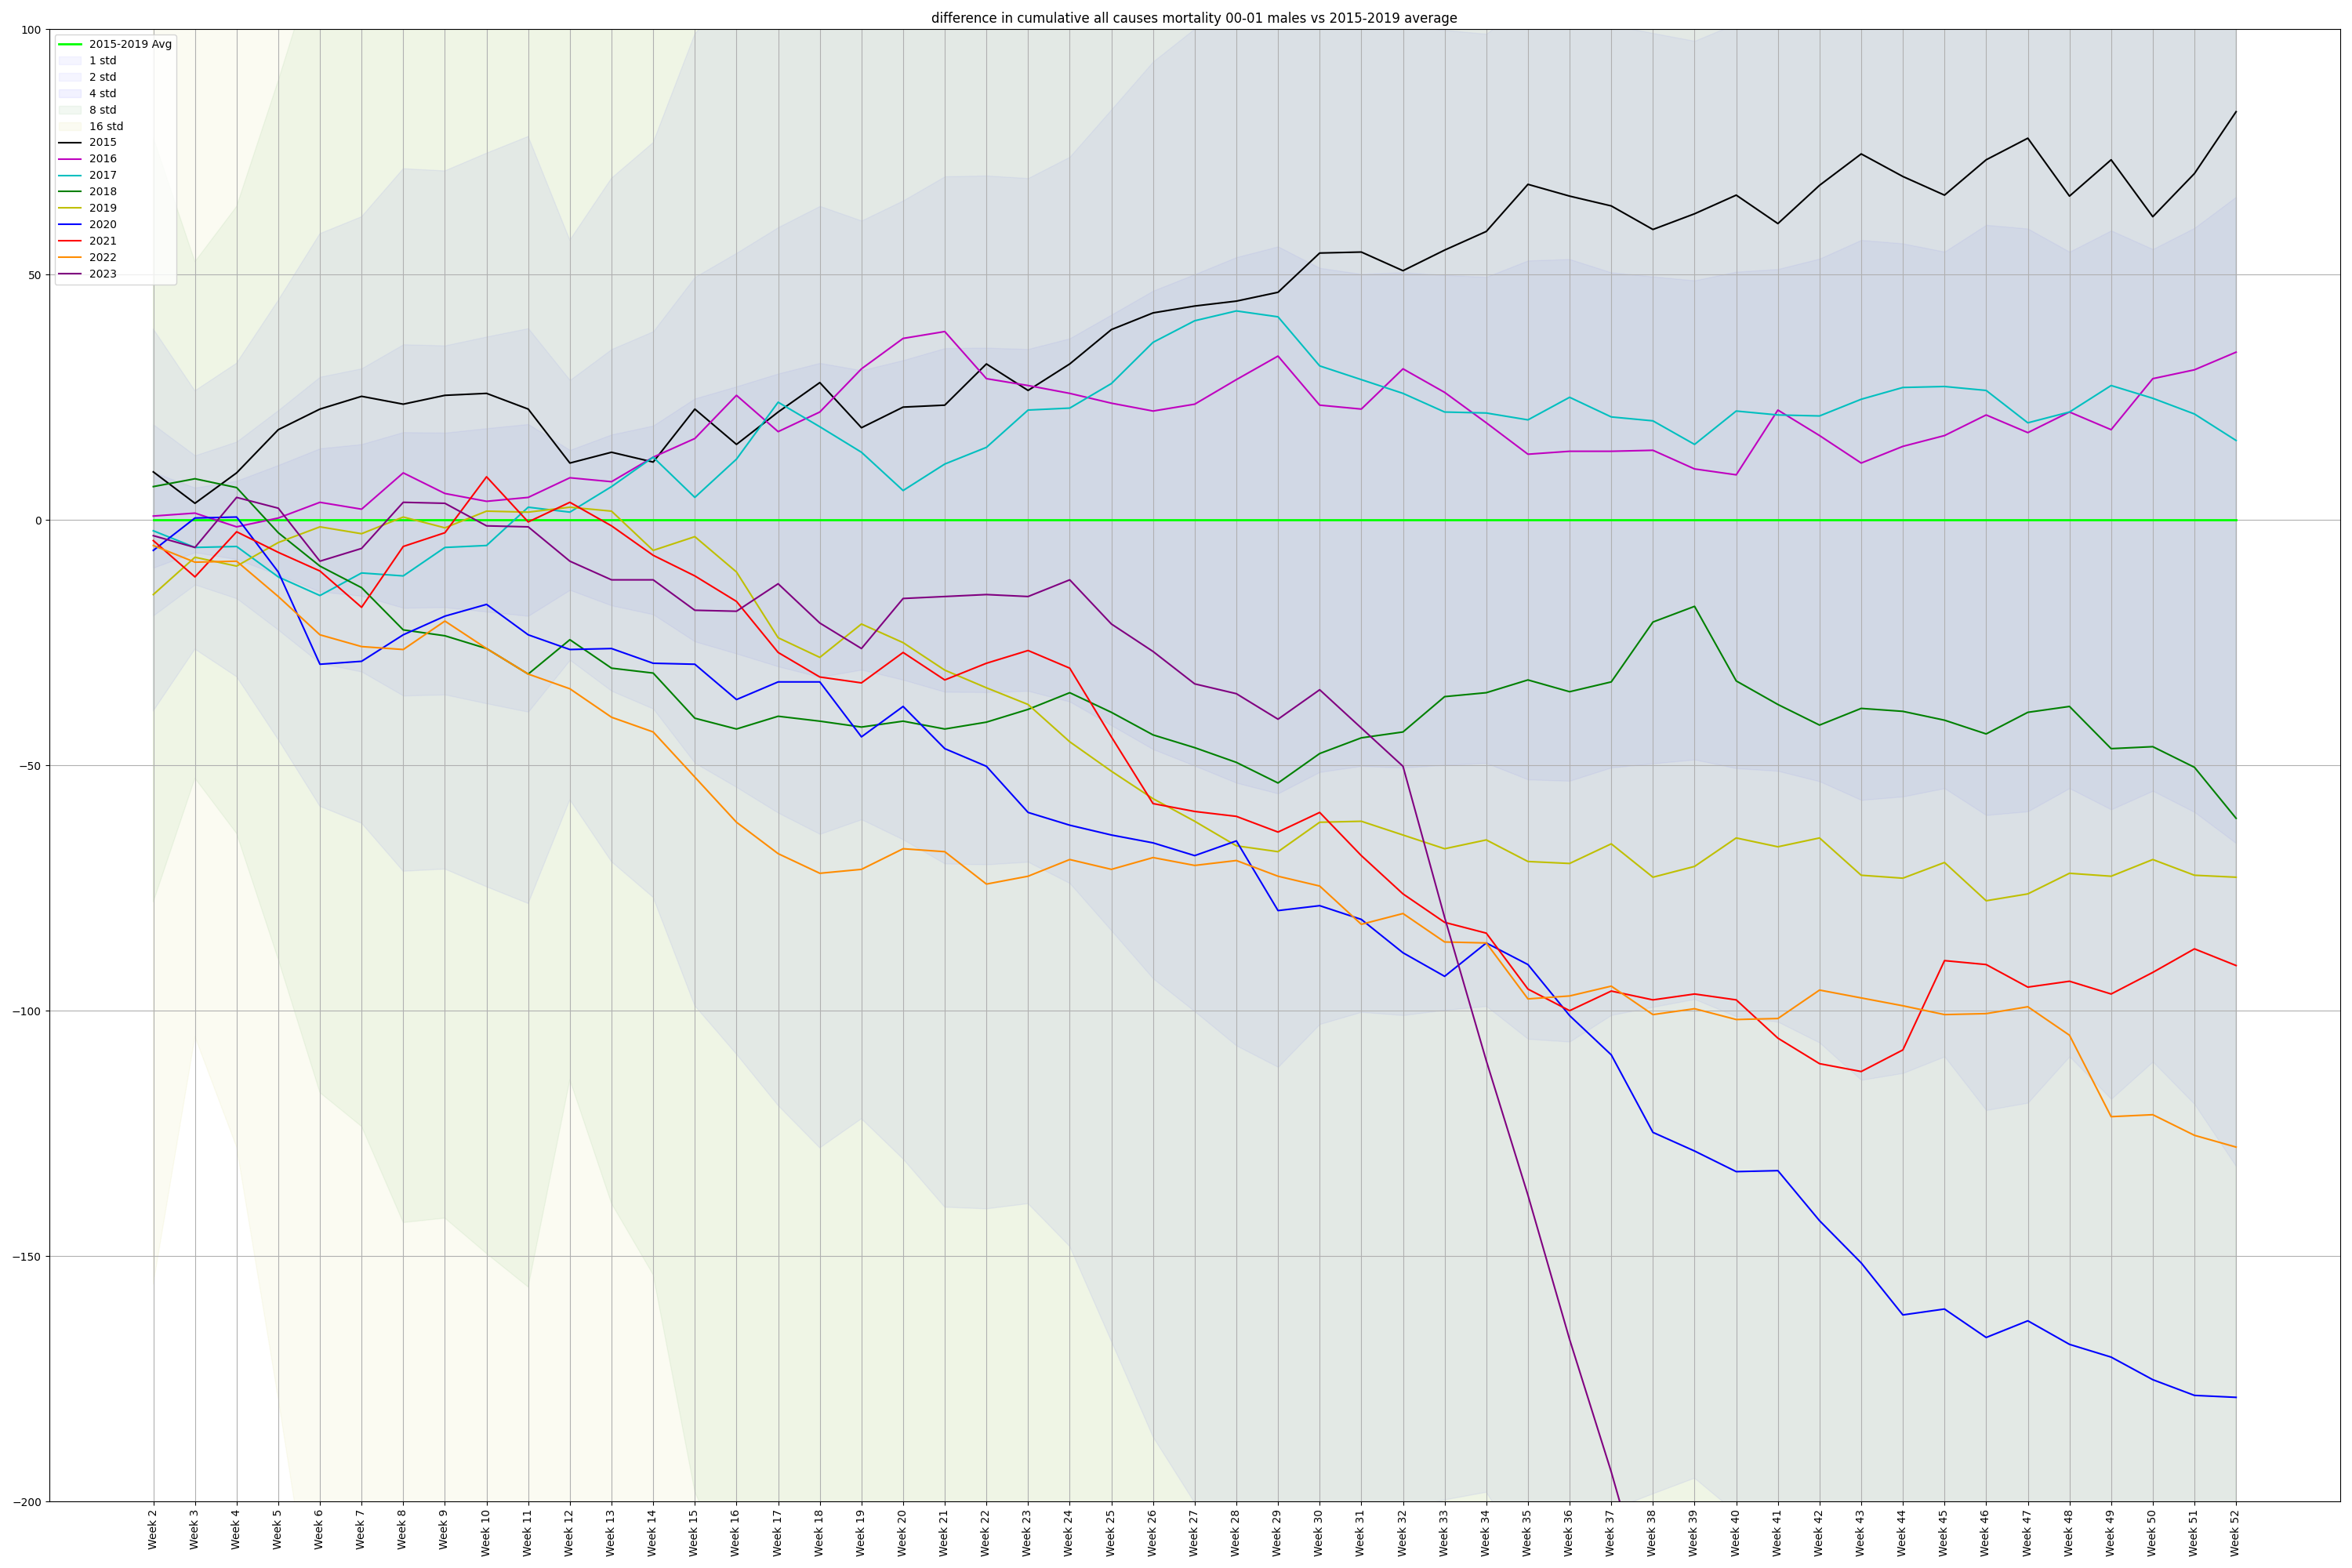 difference in cumulative all causes mortality 00-01 males vs 2015-2019 average
100
50
0
−50
−100
−150
−200
2015-2019 Avg
1 std
2 std
4 std
8 std
16 std
2015
2016
2017
2018
2019
2020
2021
2022
2023
Week 2
Week 3
Week 4
Week 5
Week 6
Week 7
Week 8
Week 9
Week 10
Week 11
Week 12
Week 13
Week 14
Week 15
Week 16
Week 17
Week 18
Week 19
Week 20
Week 21
Week 22
Week 23
Week 24
Week 25
Week 26
Week 27
Week 28
Week 29
Week 30
Week 31
Week 32
Week 33
Week 34
Week 35
Week 36
Week 37
Week 38
Week 39
Week 40
Week 41
Week 42
Week 43
Week 44
Week 45
Week 46
Week 47
Week 48
Week 49
Week 50
Week 51
Week 52